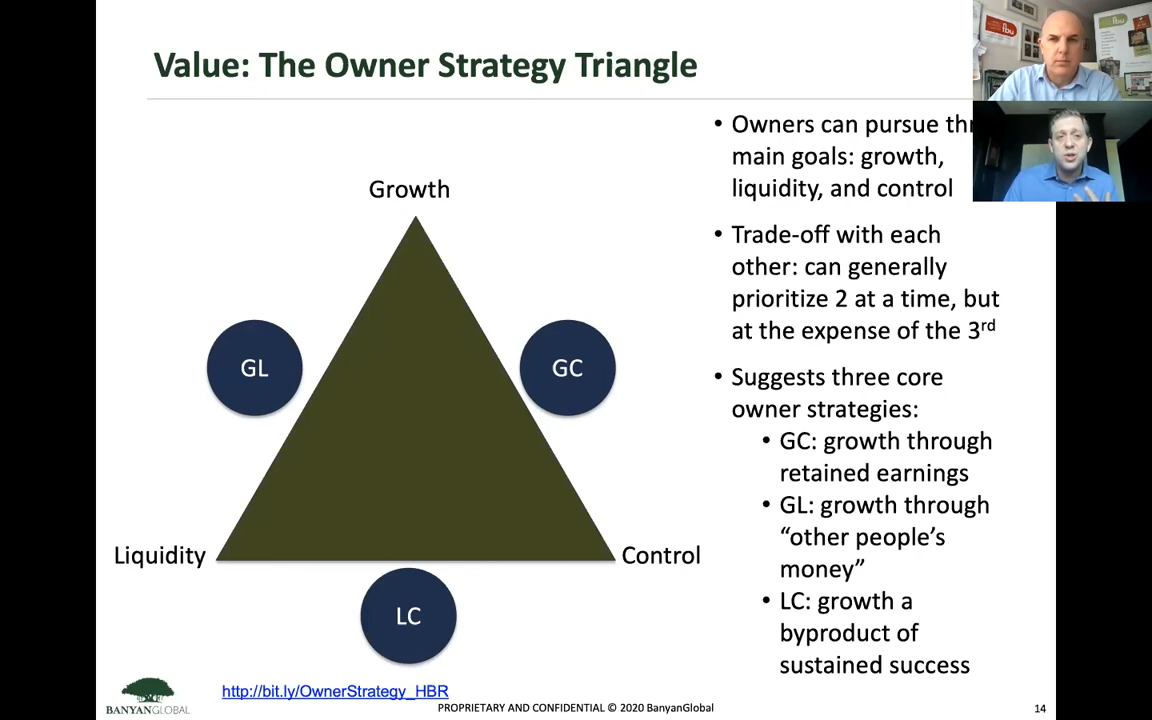 Value: The Owner Strategy Triangle
Growth
GL
GC
Liquidity
Control
LC
• Owners can pursue
main goals: growth,
liquidity, and control
• Trade-off with each
other: can generally
prioritize 2 at a time, but
at the expense of the 3rd
• Suggests three core
owner strategies:
• GC: growth through
retained earnings
• GL: growth through
“other people’s
money”
• LC: growth a
byproduct of
sustained success
BANYANGLOBAL
http://bit.ly/OwnerStrategy_HBR
PROPRIETARY AND CONFIDENTIAL © 2020 BanyanGlobal
14
fbu